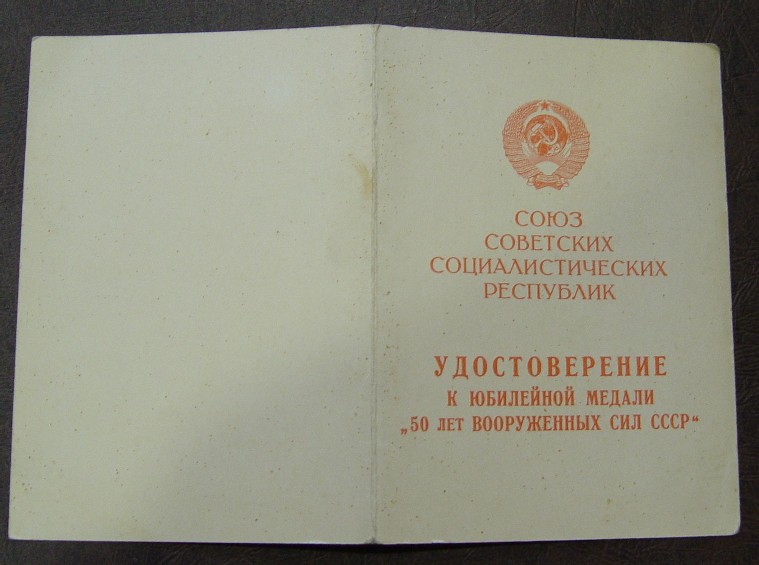 СОЮЗ
СОВЕТСКИХ
СОЦИАЛИСТИЧЕСКИХ
РЕСПУБЛИК
УДОСТОВЕРЕНИЕ
К ЮБИЛЕЙНОЙ МЕДАЛИ
„50 ЛЕТ ВООРУЖЕННЫХ СИЛ СССР“